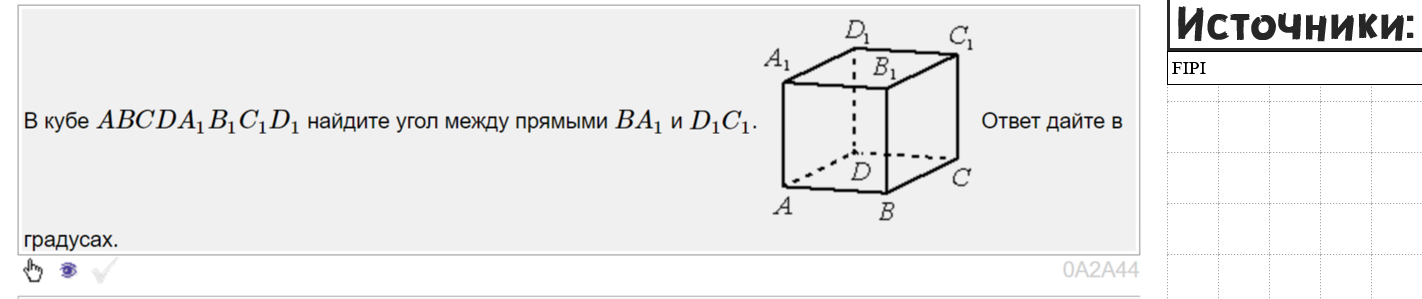 В кубе ABCDA₁B₁C₁D₁ найдите угол между прямыми BA₁ и D₁C₁. Ответ дайте в
градусах.
D₁
C₁
A₁
B₁
D
C
A
B
0A2A44
Источники:
FIPI